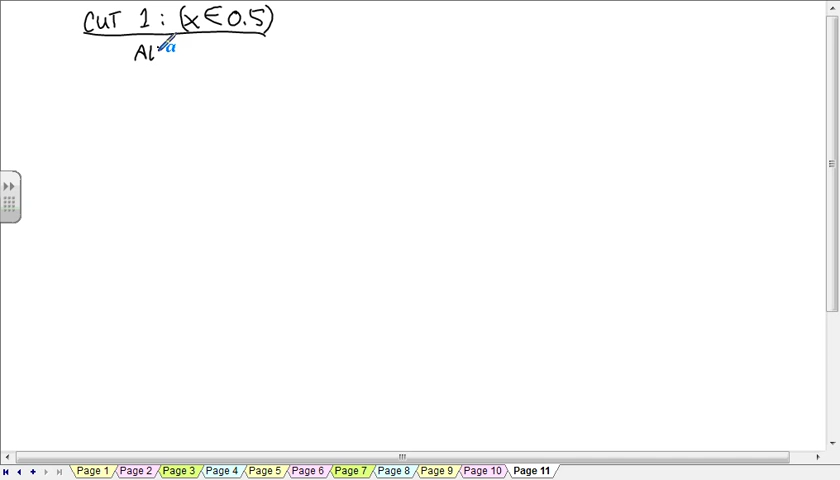 CUT 1 : (x ∈ 0.5)
AL
Page 1 Page 2 Page 3 Page 4 Page 5 Page 6 Page 7 Page 8 Page 9 Page 10 Page 11